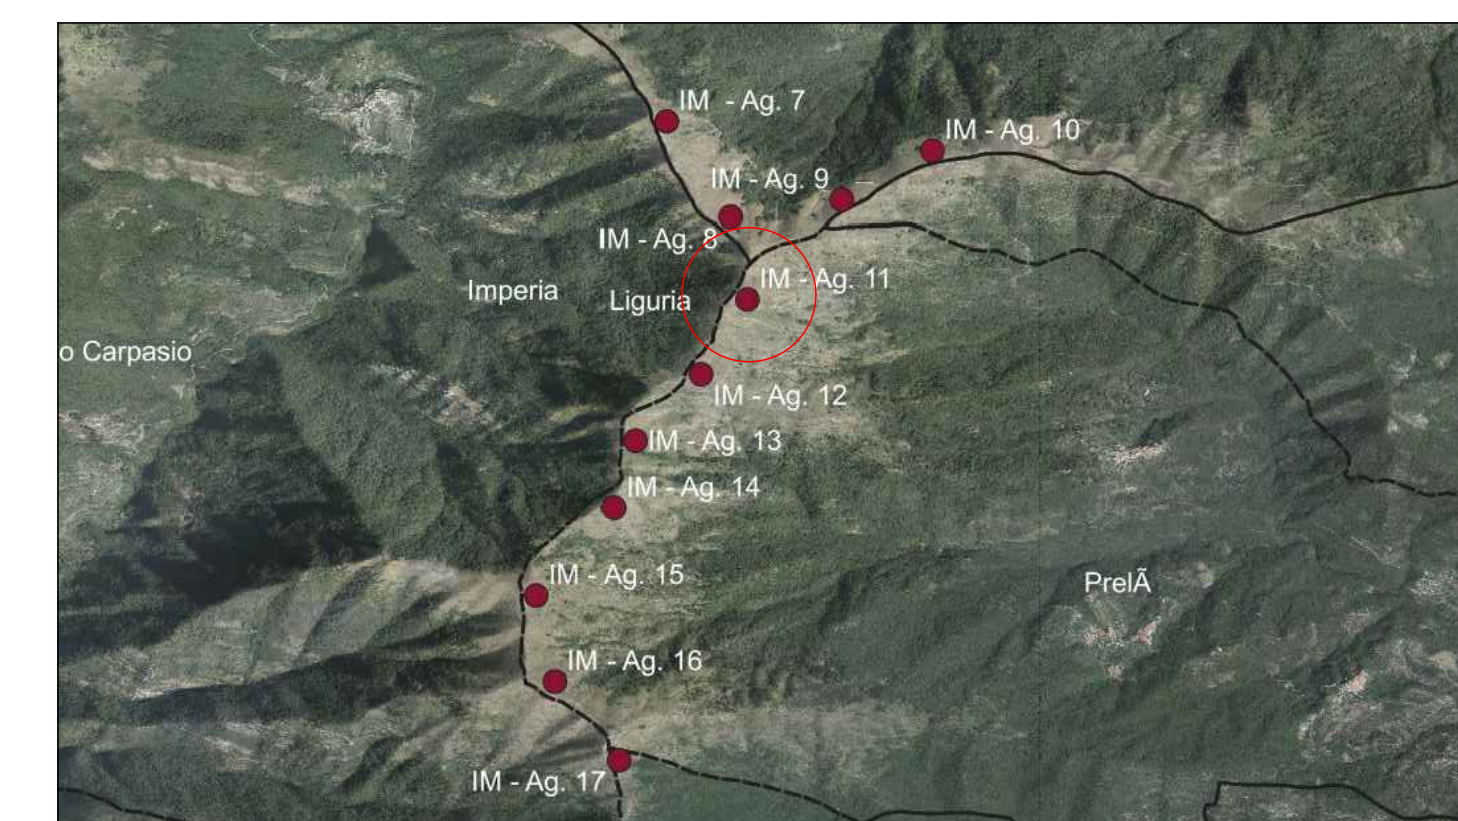 IM - Ag. 7
IM - Ag. 10
IM - Ag. 9
IM - Ag. 8
IM - Ag. 11
Imperia
Liguria
o Carpasio
IM - Ag. 12
IM - Ag. 13
IM - Ag. 14
IM - Ag. 15
PrelÃ
IM - Ag. 16
IM - Ag. 17